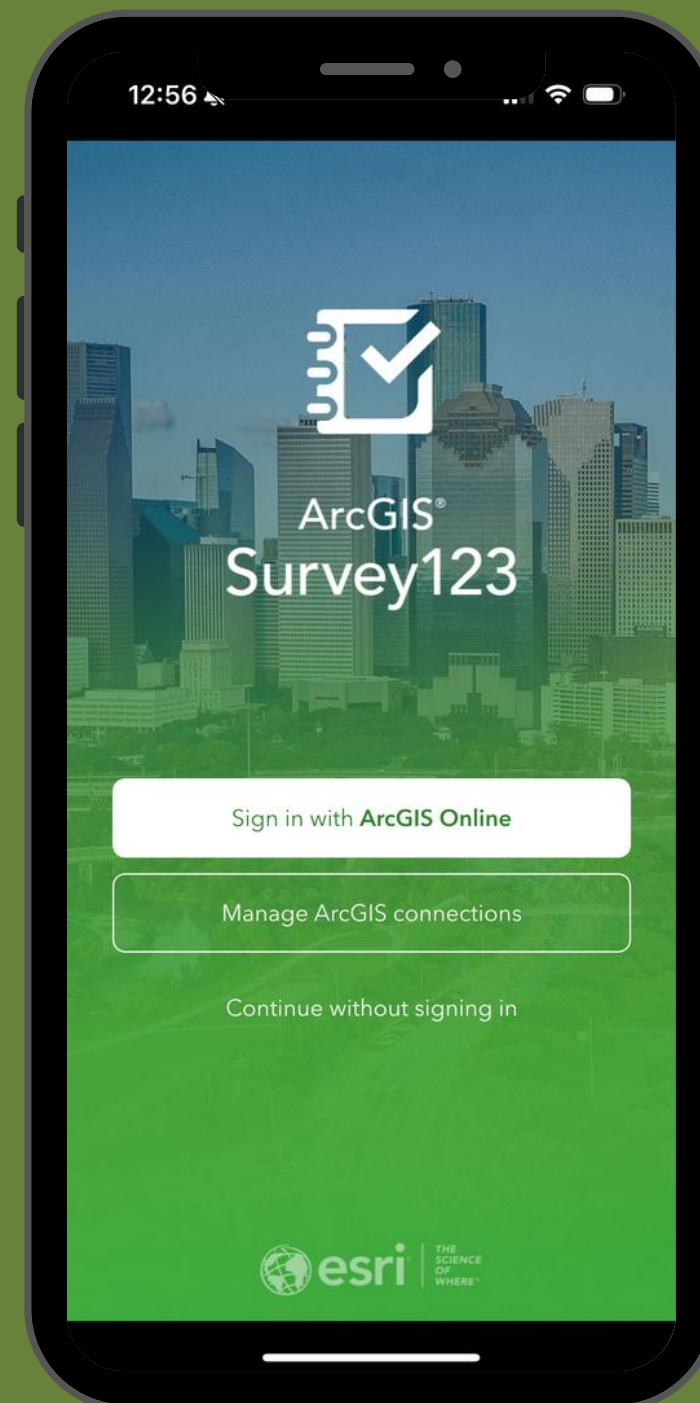 12:56
ArcGIS®
Survey123
Sign in with ArcGIS Online
Manage ArcGIS connections
Continue without signing in
esri
THE
SCIENCE
OF
WHERE™